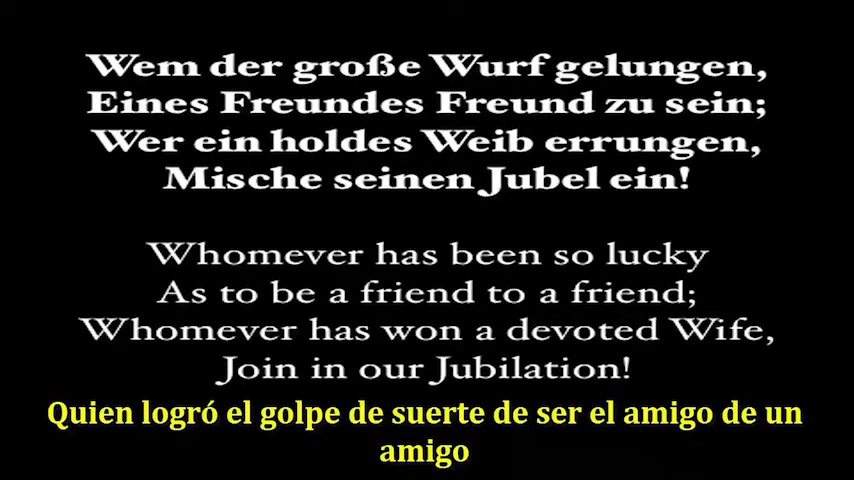 Wem der große Wurf gelungen,
Eines Freundes Freund zu sein;
Wer ein holdes Weib errungen,
Mische seinen Jubel ein!
Whomever has been so lucky
As to be a friend to a friend;
Whomever has won a devoted Wife,
Join in our Jubilation!
Quien logró el golpe de suerte de ser el amigo de un
amigo